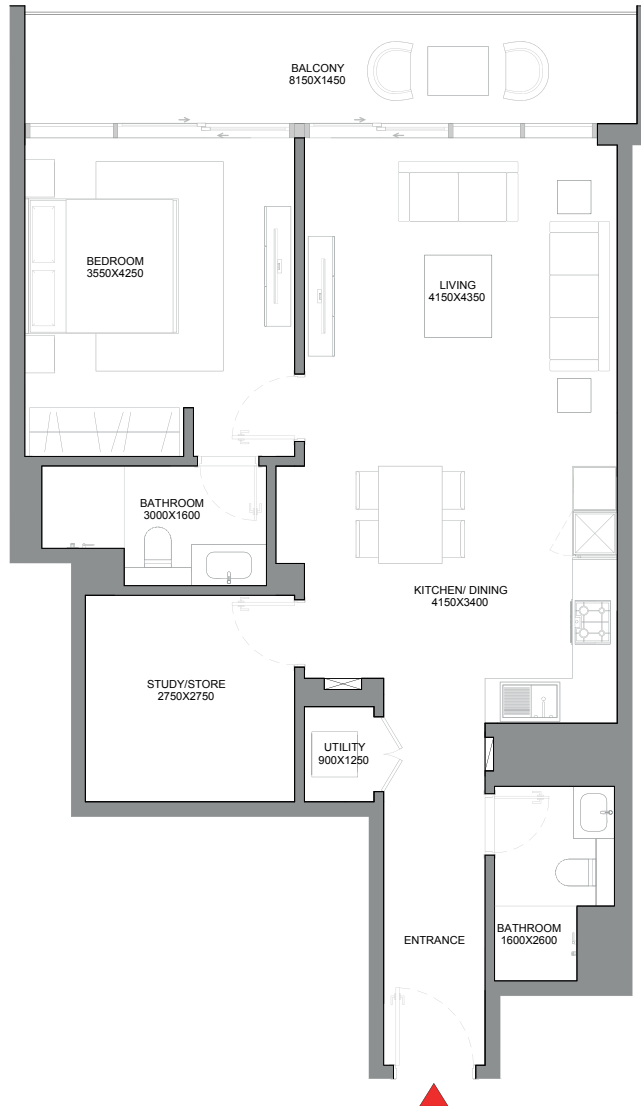 BALCONY
8150X1450
BEDROOM
3550X4250
LIVING
4150X4350
BATHROOM
3000X1600
KITCHEN/ DINING
4150X3400
STUDY/STORE
2750X2750
UTILITY
900X1250
ENTRANCE
BATHROOM
1600X2600